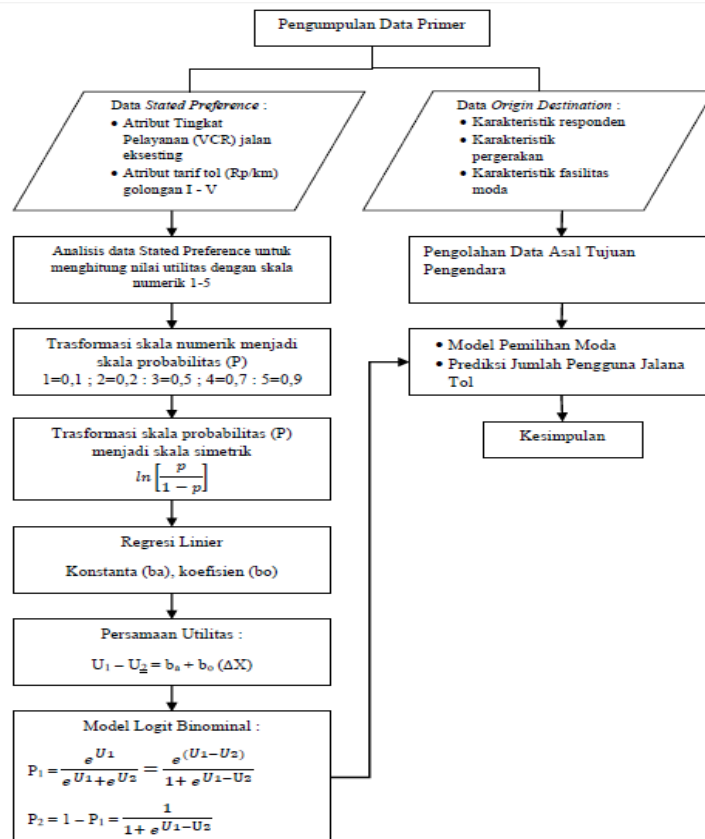 Pengumpulan Data Primer
Data Stated Preference :
• Atribut Tingkat
Pelayanan (VCR) jalan
eksesting
• Atribut tarif tol (Rp/km)
golongan I - V
Data Origin Destination :
• Karakteristik responden
• Karakteristik
pergerakan
• Karakteristik fasilitas
moda
Analisis data Stated Preference untuk
menghitung nilai utilitas dengan skala
numerik 1-5
Pengolahan Data Asal Tujuan
Pengendara
Trasformasi skala numerik menjadi
skala probabilitas (P)
1=0,1 ; 2=0,2 : 3=0,5 ; 4=0,7 : 5=0,9
• Model Pemilihan Moda
• Prediksi Jumlah Pengguna Jalana
Tol
Trasformasi skala probabilitas (P)
menjadi skala simetrik
ln [p / (1 − p)]
Kesimpulan
Regresi Linier
Konstanta (ba), koefisien (bo)
Persamaan Utilitas :
U₁ – U₂ = bₐ + bₒ (ΔX)
Model Logit Binominal :
P₁ = e^U1 / (e^U1 + e^U2) = e^(U1−U2) / (1 + e^U1−U2)
P₂ = 1 – P₁ = 1 / (1 + e^U1−U2)